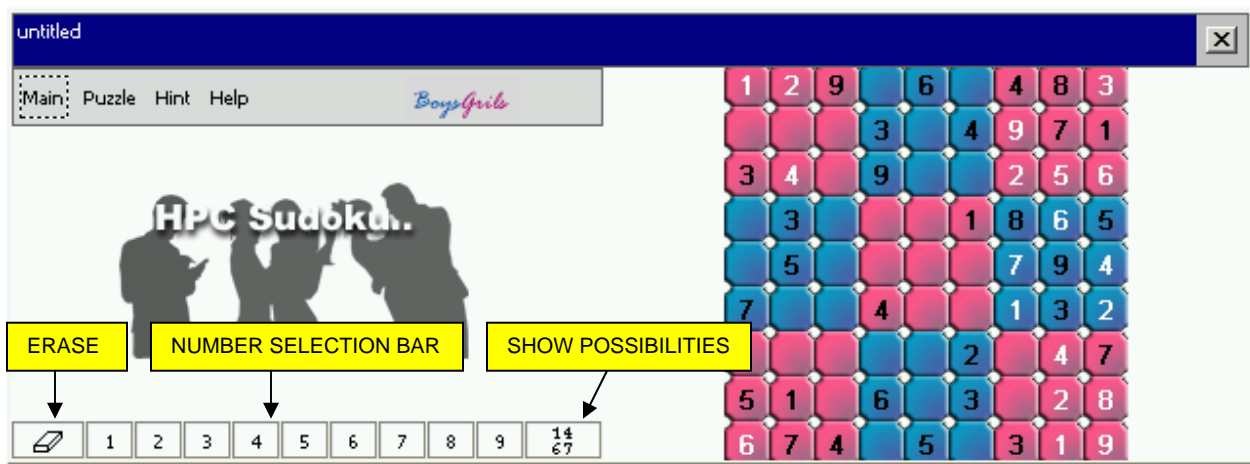 untitled
Main Puzzle Hint Help BoysGrils
HPC Sudoku..
ERASE NUMBER SELECTION BAR SHOW POSSIBILITIES
1 2 3 4 5 6 7 8 9 14
67
1 2 9 6 4 8 3
3 4 9 7 1
3 4 9 2 5 6
3 1 8 6 5
5 7 9 4
7 4 1 3 2
2 4 7
5 1 6 3 2 8
6 7 4 5 3 1 9